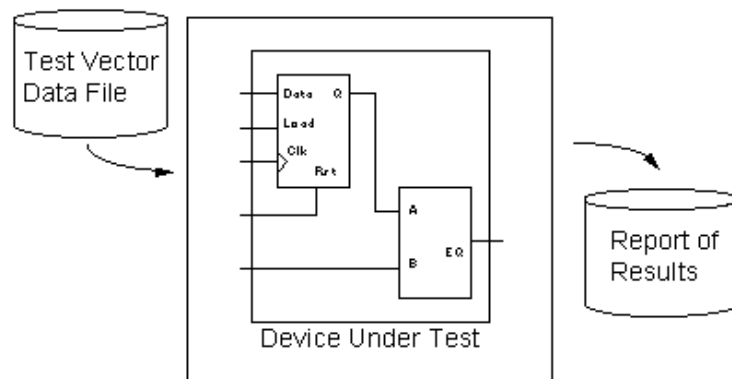 Test Vector
Data File
Data Q
Load
Clk
Rst
A
B
EQ
Device Under Test
Report of
Results